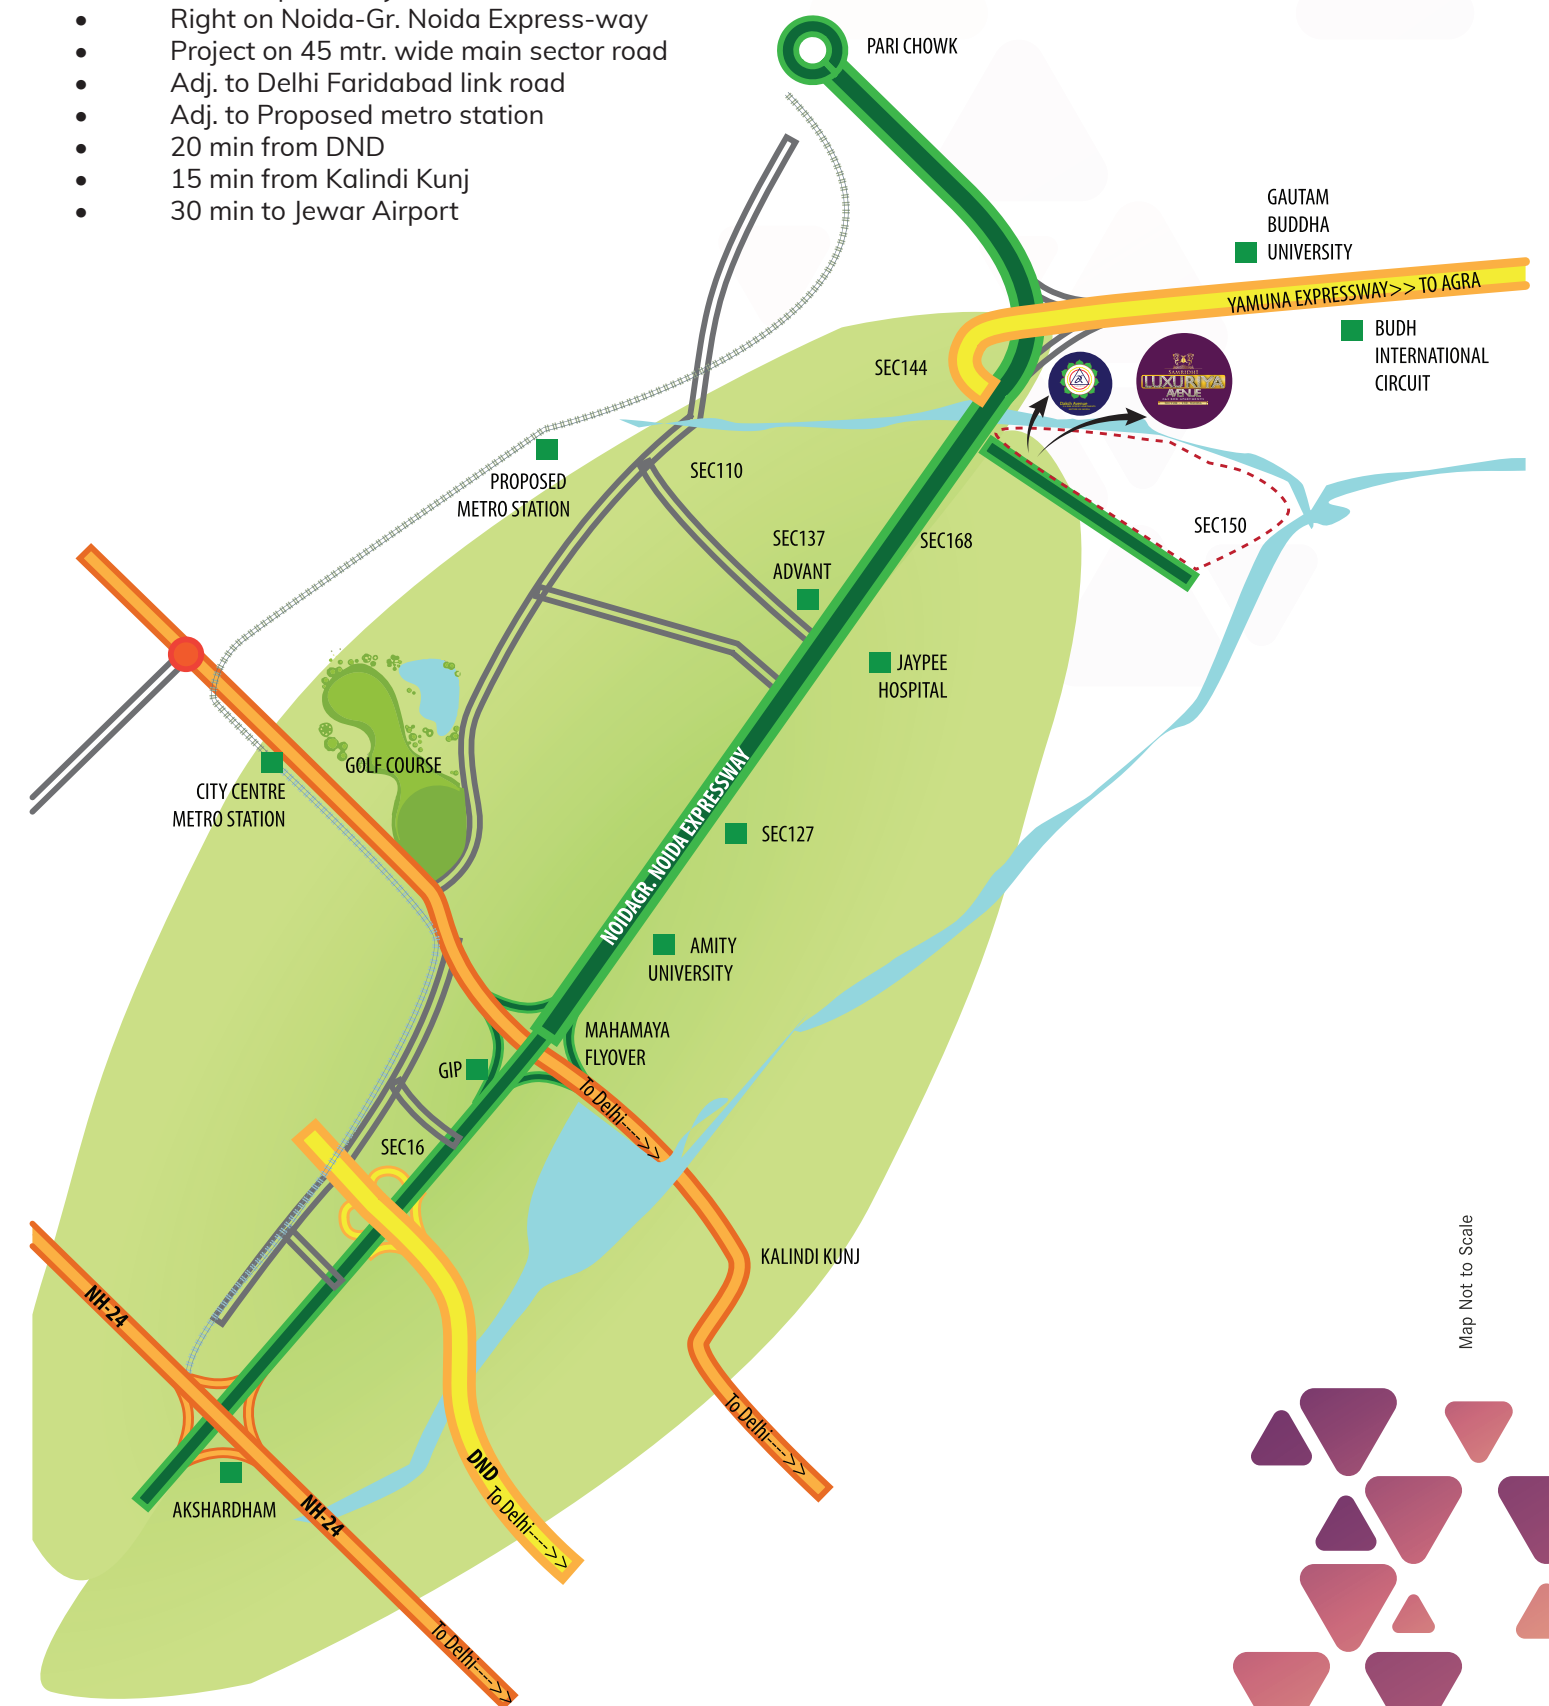 Right on Noida-Gr. Noida Express-way
Project on 45 mtr. wide main sector road
Adj. to Delhi Faridabad link road
Adj. to Proposed metro station
20 min from DND
15 min from Kalindi Kunj
30 min to Jewar Airport
PARI CHOWK
GAUTAM
BUDDHA
UNIVERSITY
YAMUNA EXPRESSWAY>> TO AGRA
BUDH
INTERNATIONAL
CIRCUIT
SEC144
SAMRIDHI
LUXURIYA
AVENUE
SEC110
PROPOSED
METRO STATION
SEC150
SEC137
ADVANT
SEC168
JAYPEE
HOSPITAL
GOLF COURSE
CITY CENTRE
METRO STATION
NOIDAGR. NOIDA EXPRESSWAY
SEC127
AMITY
UNIVERSITY
MAHAMAYA
FLYOVER
GIP
To Delhi---->>
SEC16
KALINDI KUNJ
NH-24
Map Not to Scale
To Delhi---->>
DND
To Delhi---->>
AKSHARDHAM
NH-24
To Delhi---->>